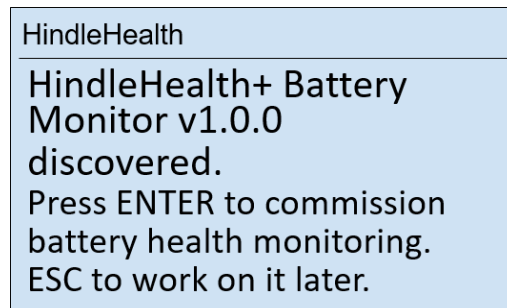 HindleHealth
HindleHealth+ Battery
Monitor v1.0.0
discovered.
Press ENTER to commission
battery health monitoring.
ESC to work on it later.